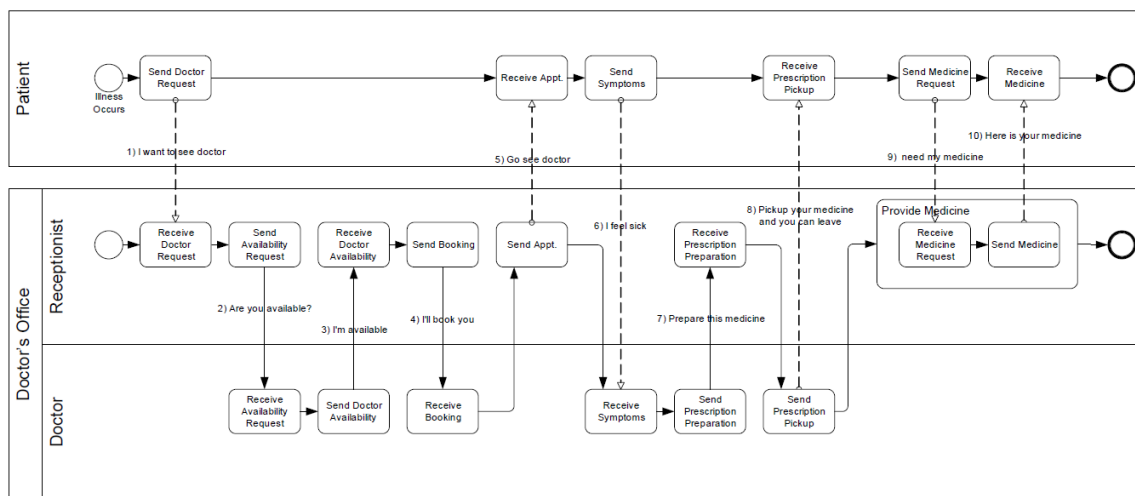 Patient
Illness
Occurs
Send Doctor
Request
Receive Appt.
Send
Symptoms
Receive
Prescription
Pickup
Send Medicine
Request
Receive
Medicine
1) I want to see doctor
5) Go see doctor
9) need my medicine
10) Here is your medicine
Doctor's Office
Receptionist
Receive
Doctor
Request
Send
Availability
Request
Receive
Doctor
Availability
Send Booking
Send Appt.
6) I feel sick
Receive
Prescription
Preparation
8) Pickup your medicine
and you can leave
Provide Medicine
Receive
Medicine
Request
Send Medicine
2) Are you available?
3) I'm available
4) I'll book you
7) Prepare this medicine
Doctor
Receive
Availability
Request
Send Doctor
Availability
Receive
Booking
Receive
Symptoms
Send
Prescription
Preparation
Send
Prescription
Pickup